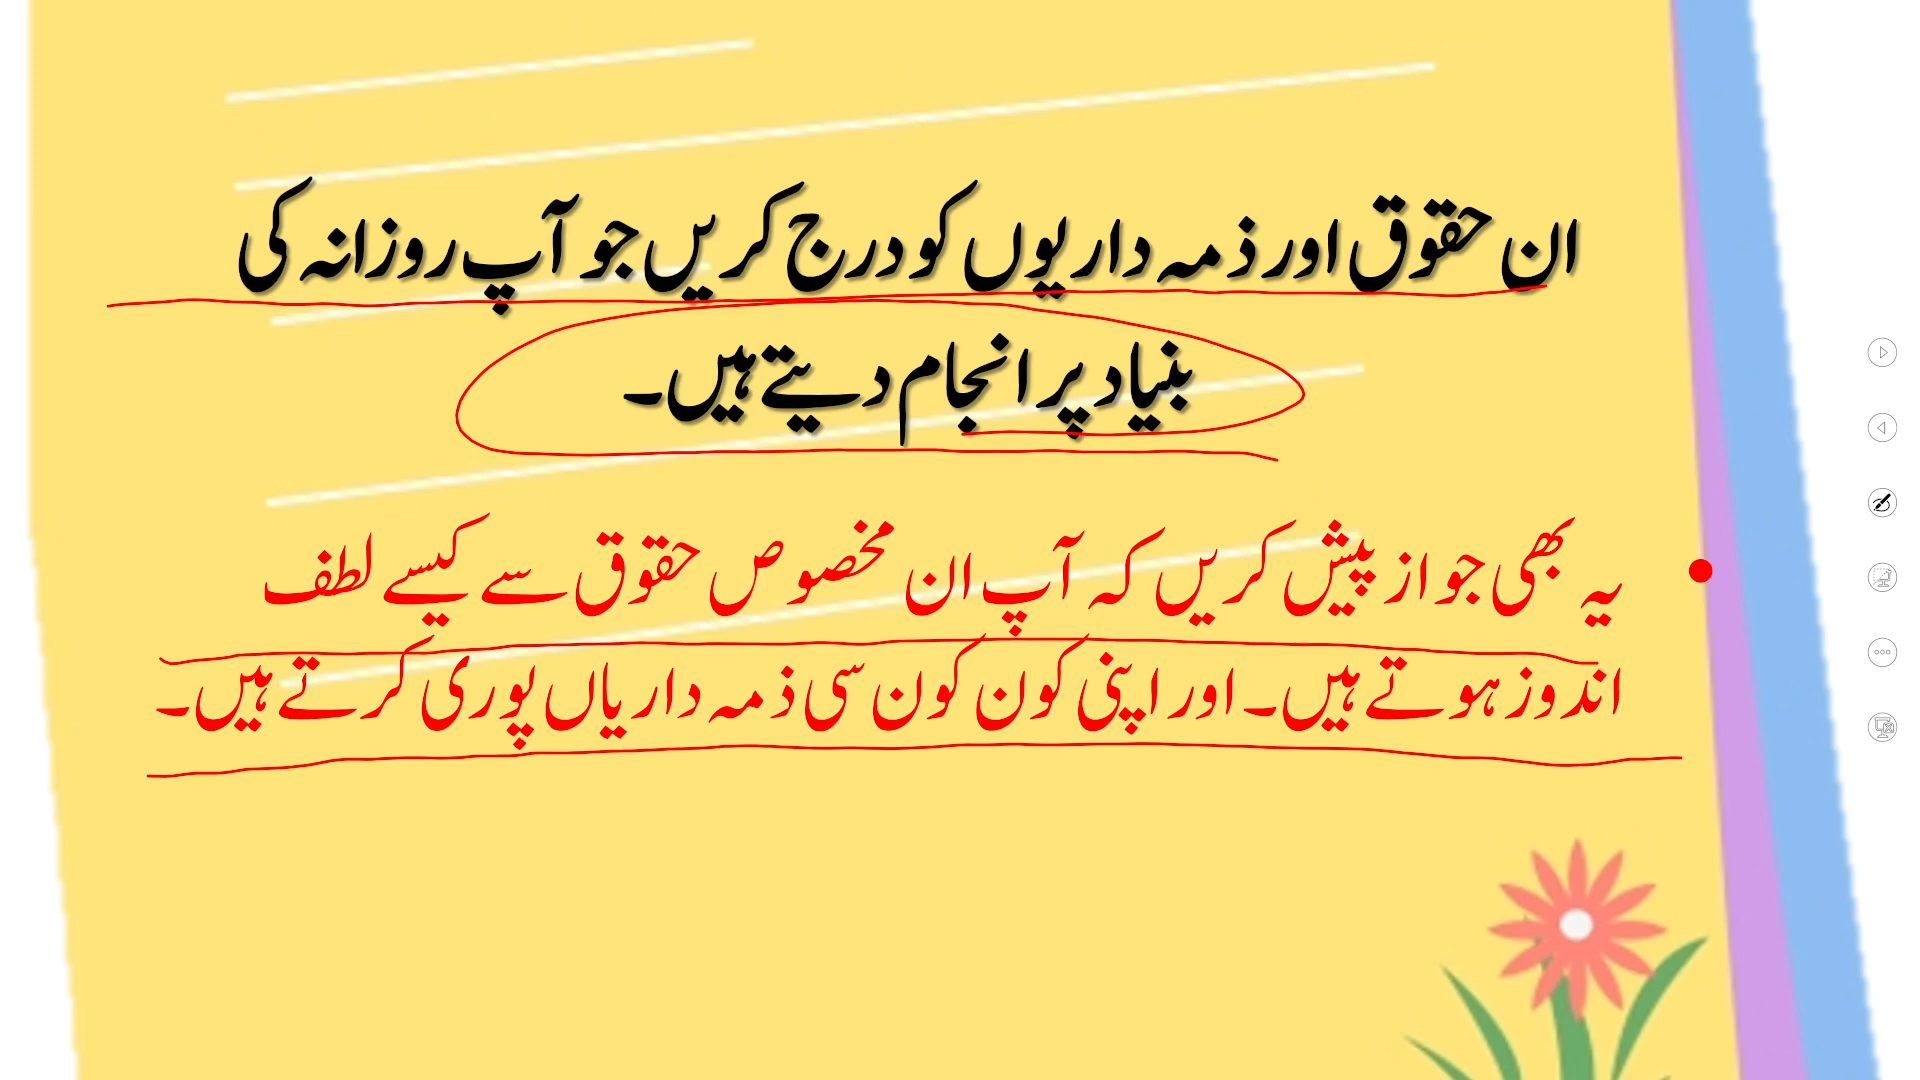 ان حقوق اور ذمہ داریوں کو درج کریں جو آپ روزانہ کی
بنیاد پر انجام دیتے ہیں۔
• یہ بھی جواز پیش کریں کہ آپ ان مخصوص حقوق سے کیسے لطف
اندوز ہوتے ہیں۔ اور اپنی کون کون سی ذمہ داریاں پوری کرتے ہیں۔